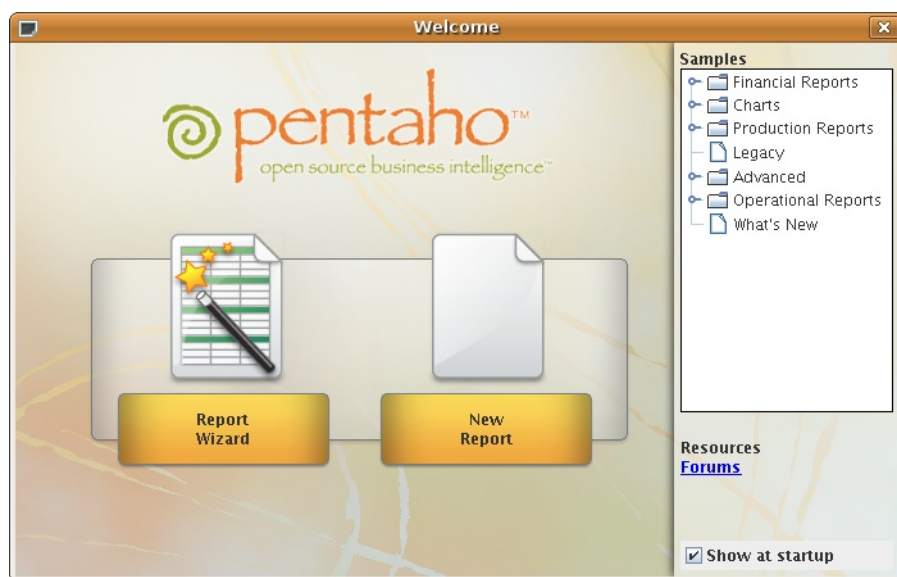 Welcome
pentaho™
open source business intelligence™
Report
Wizard
New
Report
Samples
Financial Reports
Charts
Production Reports
Legacy
Advanced
Operational Reports
What's New
Resources
Forums
Show at startup